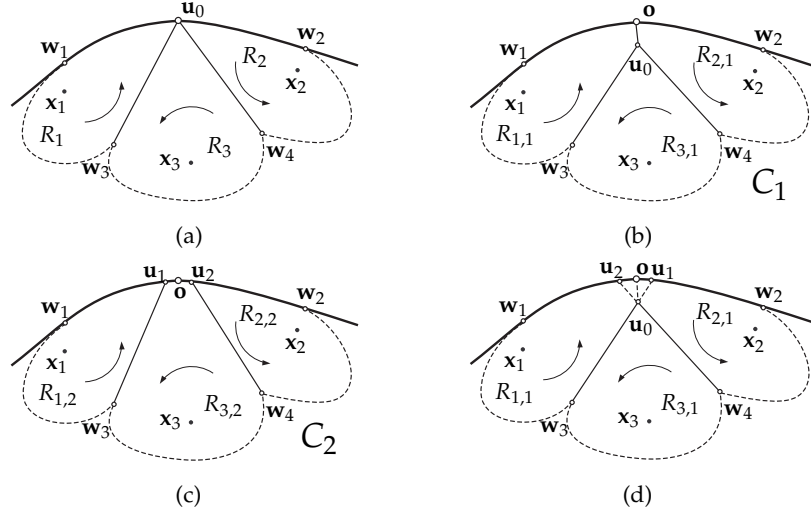 u0
w1
w2
R2
x2
x1
R1
R3
w3
x3
w4
(a)
o
w1
w2
R2,1
u0
x2
x1
R1,1
R3,1
w3
x3
w4
C1
(b)
u1
u2
o
w1
w2
R2,2
x2
x1
R1,2
R3,2
w3
x3
w4
C2
(c)
u2
o
u1
w1
w2
R2,1
u0
x2
x1
R1,1
R3,1
w3
x3
w4
(d)